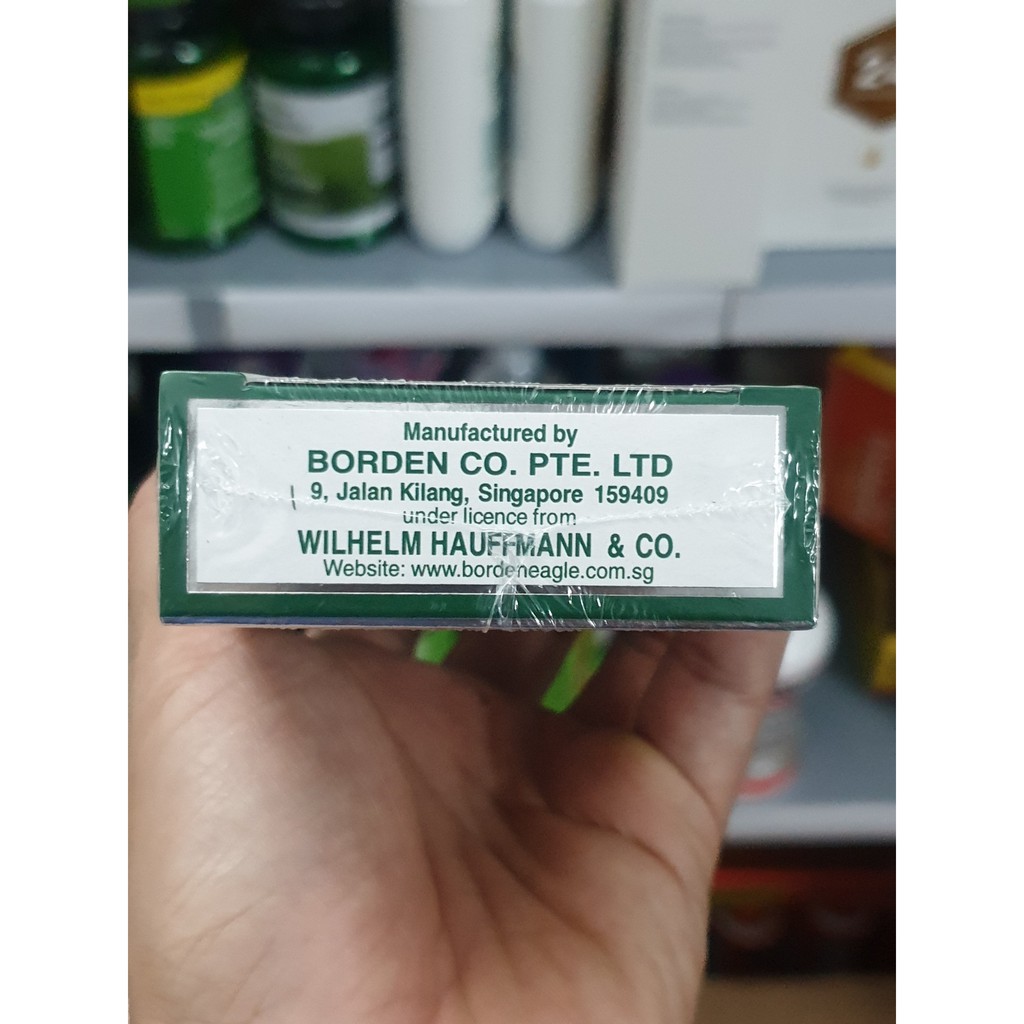 Manufactured by
BORDEN CO. PTE. LTD
9, Jalan Kilang, Singapore 159409
under licence from
WILHELM HAUFFMANN & CO.
Website: www.bordeneagle.com.sg